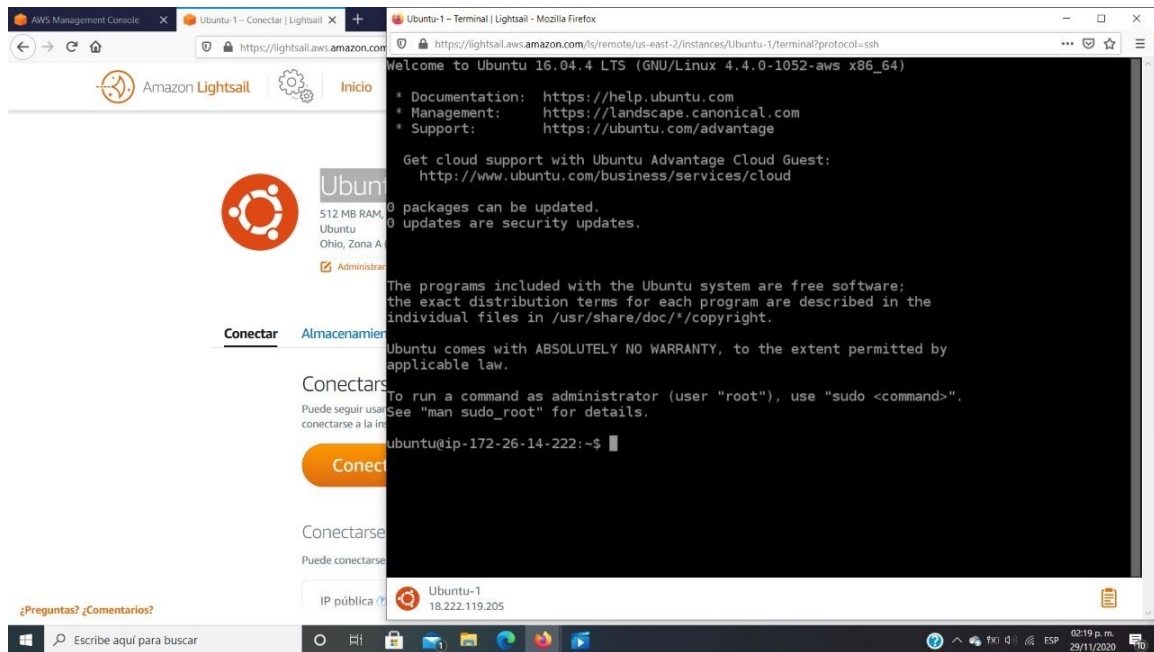 AWS Management Console
Ubuntu-1 – Conectar | Lightsail
Ubuntu-1 – Terminal | Lightsail - Mozilla Firefox
https://lightsail.aws.amazon.com
https://lightsail.aws.amazon.com/ls/remote/us-east-2/instances/Ubuntu-1/terminal?protocol=ssh
Amazon Lightsail
Inicio
Ubunt
512 MB RAM,
Ubuntu
Ohio, Zona A
Administrar
Conectar
Almacenamien
Conectars
Puede seguir usar
conectarse a la ins
Conect
Conectarse
Puede conectarse
IP pública
¿Preguntas? ¿Comentarios?
Welcome to Ubuntu 16.04.4 LTS (GNU/Linux 4.4.0-1052-aws x86_64)
* Documentation: https://help.ubuntu.com
* Management: https://landscape.canonical.com
* Support: https://ubuntu.com/advantage
Get cloud support with Ubuntu Advantage Cloud Guest:
http://www.ubuntu.com/business/services/cloud
0 packages can be updated.
0 updates are security updates.
The programs included with the Ubuntu system are free software;
the exact distribution terms for each program are described in the
individual files in /usr/share/doc/*/copyright.
Ubuntu comes with ABSOLUTELY NO WARRANTY, to the extent permitted by
applicable law.
To run a command as administrator (user "root"), use "sudo <command>".
See "man sudo_root" for details.
ubuntu@ip-172-26-14-222:~$
Ubuntu-1
18.222.119.205
Escribe aquí para buscar
ESP
02:19 p. m.
29/11/2020